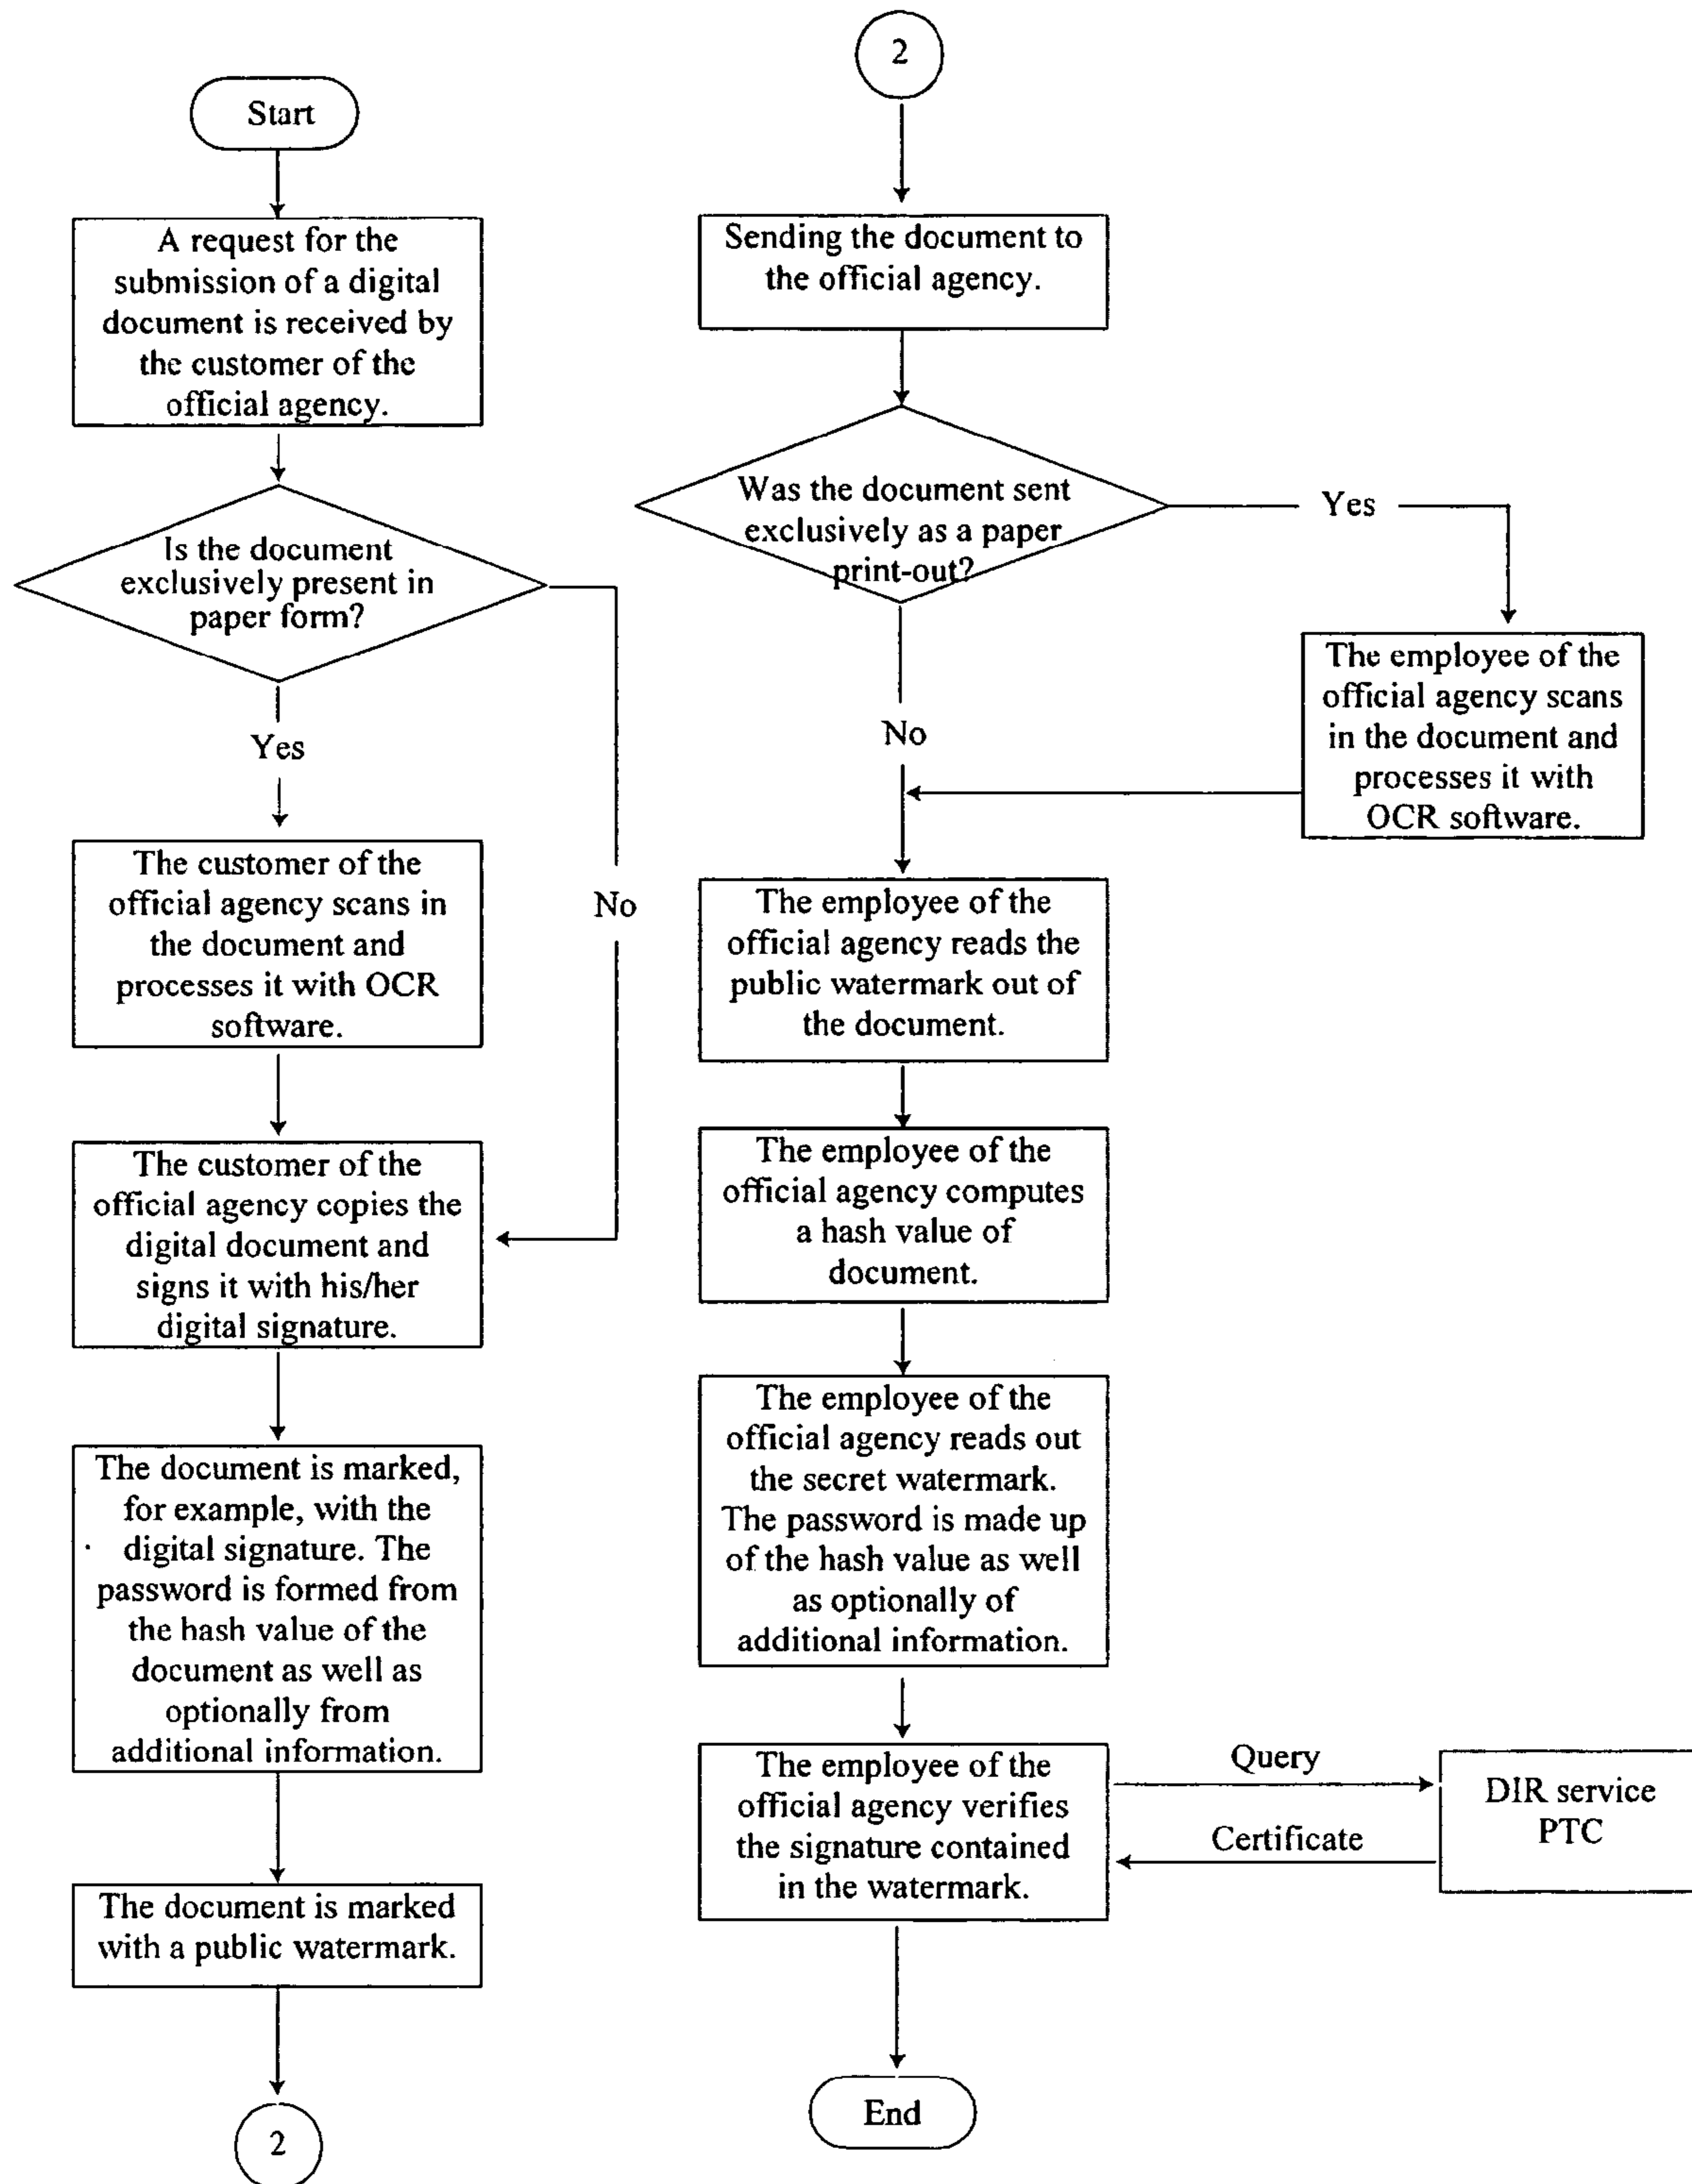 Start
A request for the
submission of a digital
document is received by
the customer of the
official agency.
Is the document
exclusively present in
paper form?
Yes
No
The customer of the
official agency scans in
the document and
processes it with OCR
software.
The customer of the
official agency copies the
digital document and
signs it with his/her
digital signature.
The document is marked,
for example, with the
digital signature. The
password is formed from
the hash value of the
document as well as
optionally from
additional information.
The document is marked
with a public watermark.
2
2
Sending the document to
the official agency.
Was the document sent
exclusively as a paper
print-out?
Yes
No
The employee of the
official agency scans
in the document and
processes it with
OCR software.
The employee of the
official agency reads the
public watermark out of
the document.
The employee of the
official agency computes
a hash value of
document.
The employee of the
official agency reads out
the secret watermark.
The password is made up
of the hash value as well
as optionally of
additional information.
The employee of the
official agency verifies
the signature contained
in the watermark.
Query
Certificate
DIR service
PTC
End